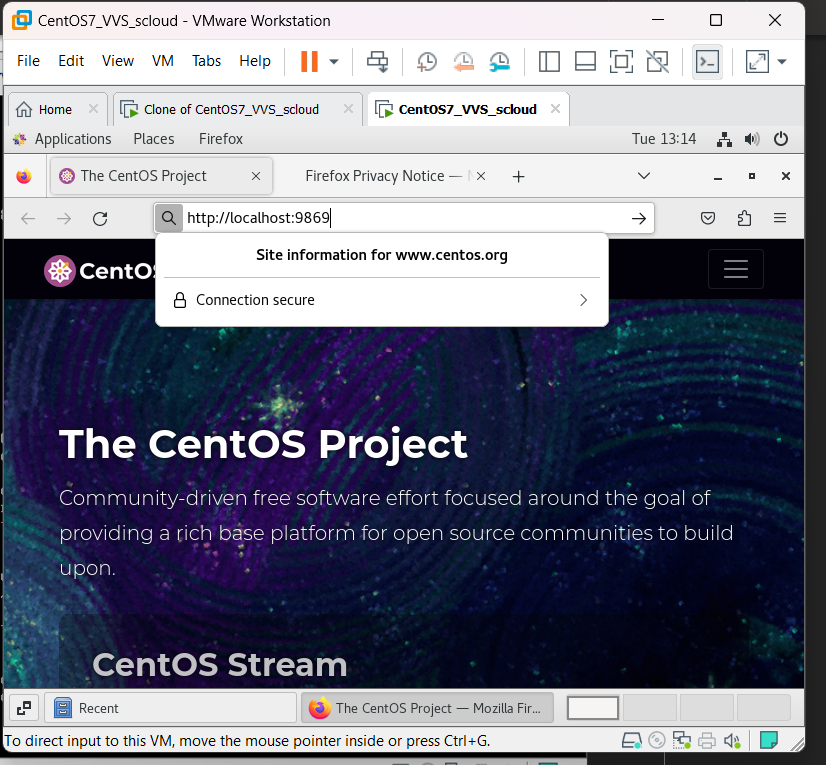 CentOS7_VVS_scloud - VMware Workstation
File Edit View VM Tabs Help
Home Clone of CentOS7_VVS_scloud CentOS7_VVS_scloud
Applications Places Firefox Tue 13:14
The CentOS Project Firefox Privacy Notice —
http://localhost:9869
Site information for www.centos.org
CentOS
Connection secure
The CentOS Project
Community-driven free software effort focused around the goal of
providing a rich base platform for open source communities to build
upon.
CentOS Stream
Recent The CentOS Project — Mozilla Fir...
To direct input to this VM, move the mouse pointer inside or press Ctrl+G.